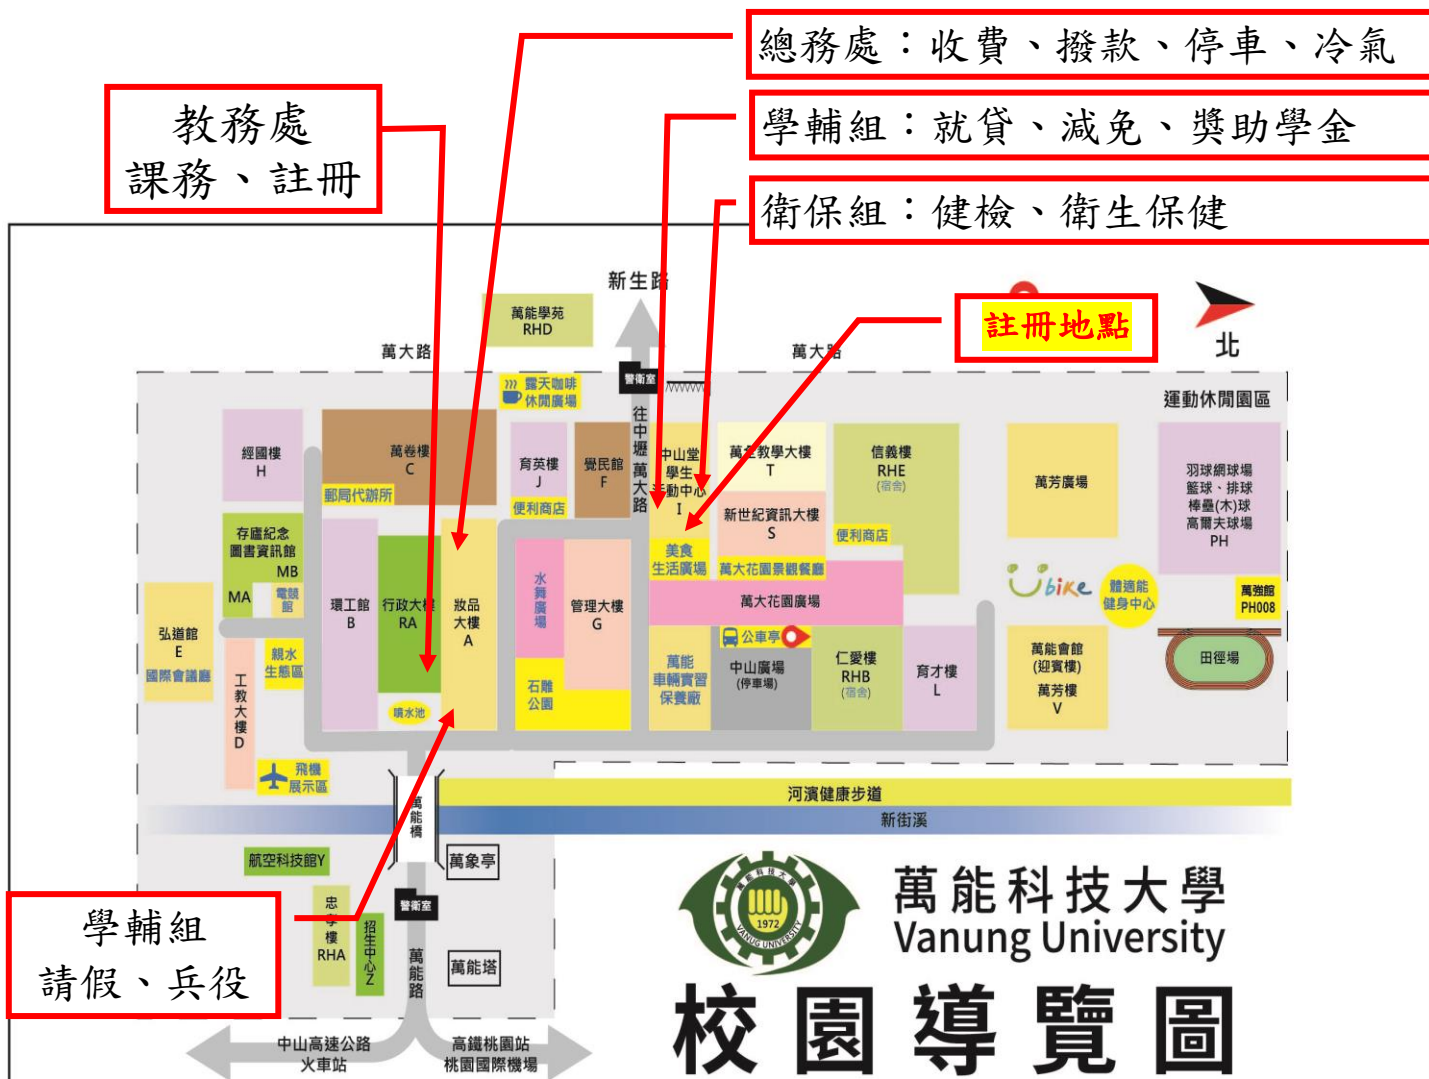 總務處：收費、撥款、停車、冷氣
教務處
課務、註冊
學輔組：就貸、減免、獎助學金
衛保組：健檢、衛生保健
新生路
萬能學苑
RHD
註冊地點
北
萬大路
萬大路
警衛室
露天咖啡
休閒廣場
運動休閒園區
往中壢 萬大路
經國樓
H
萬卷樓
C
郵局代辦所
育英樓
J
便利商店
覺民館
F
中山堂
學生
活動中心
I
萬全教學大樓
T
信義樓
RHE
(宿舍)
便利商店
萬芳廣場
羽球網球場
籃球、排球
棒壘(木)球
高爾夫球場
PH
存廬紀念
圖書資訊館
MB
MA
電競
館
新世紀資訊大樓
S
美食
生活廣場
萬大花園景觀餐廳
萬大花園廣場
Ubike
體適能
健身中心
萬強館
PH008
弘道館
E
國際會議廳
環工館
B
行政大樓
RA
妝品
大樓
A
水舞廣場
管理大樓
G
工教大樓D
親水
生態區
噴水池
石雕
公園
萬能
車輛實習
保養廠
公車亭
中山廣場
(停車場)
仁愛樓
RHB
(宿舍)
育才樓
L
萬能會館
(迎賓樓)
萬芳樓
V
田徑場
飛機
展示區
河濱健康步道
新街溪
萬能橋
航空科技館Y
萬象亭
警衛室
忠孝樓
RHA
招生中心Z
萬能路
萬能塔
學輔組
請假、兵役
中山高速公路
火車站
高鐵桃園站
桃園國際機場
萬能科技大學
1972
VANUNG UNIVERSITY
萬能科技大學
Vanung University
校園導覽圖